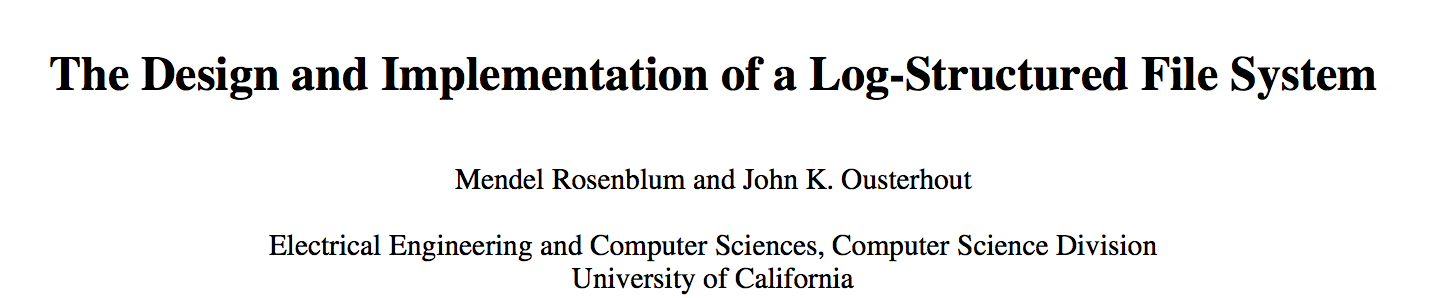 The Design and Implementation of a Log-Structured File System
Mendel Rosenblum and John K. Ousterhout
Electrical Engineering and Computer Sciences, Computer Science Division
University of California